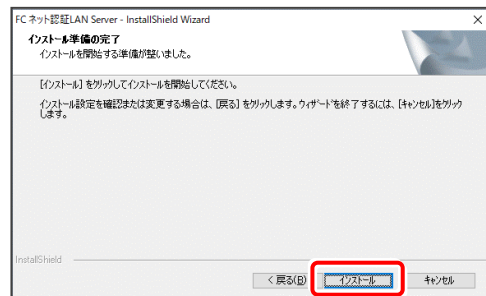 FC ネット認証LAN Server - InstallShield Wizard
インストール準備の完了
インストールを開始する準備が整いました。
[インストール] をクリックしてインストールを開始してください。
インストール設定を確認または変更する場合は、[戻る] をクリックします。ウィザードを終了するには、[キャンセル]をクリック
します。
InstallShield
< 戻る(B)
インストール
キャンセル